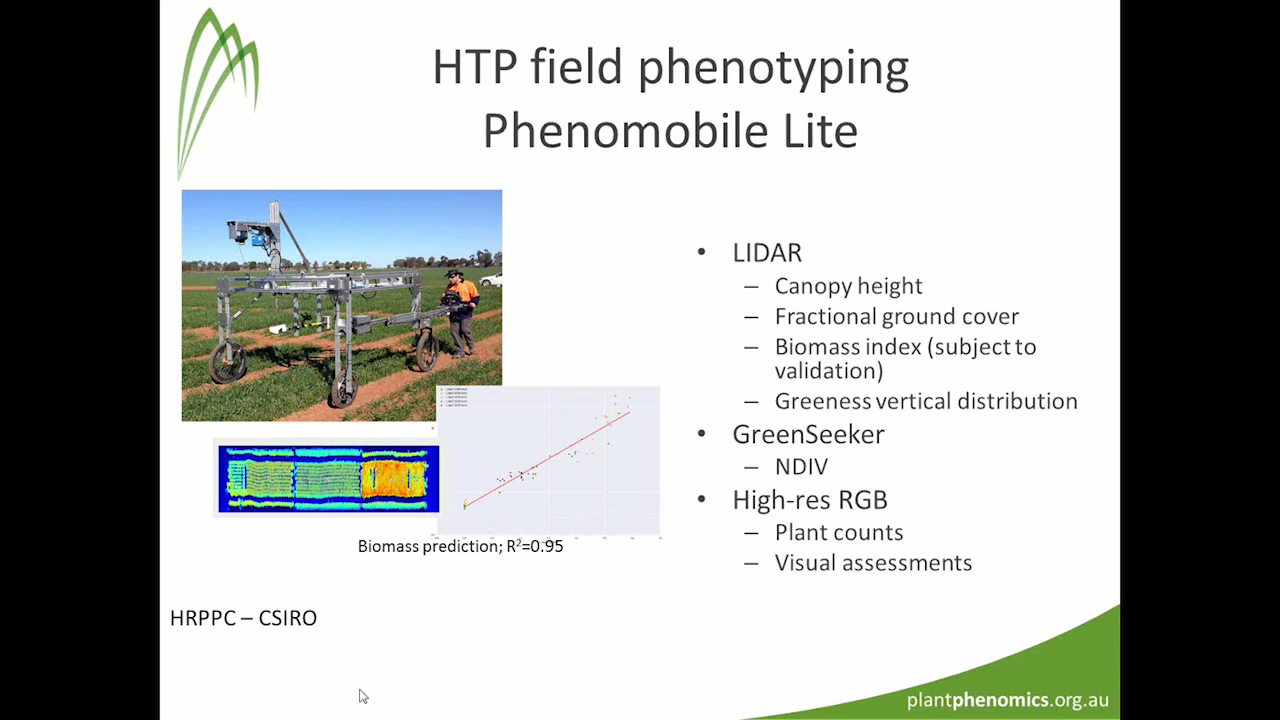 HTP field phenotyping
Phenomobile Lite
• LIDAR
– Canopy height
– Fractional ground cover
– Biomass index (subject to
validation)
– Greeness vertical distribution
• GreenSeeker
– NDIV
• High-res RGB
– Plant counts
– Visual assessments
Biomass prediction; R²=0.95
HRPPC – CSIRO
plantphenomics.org.au